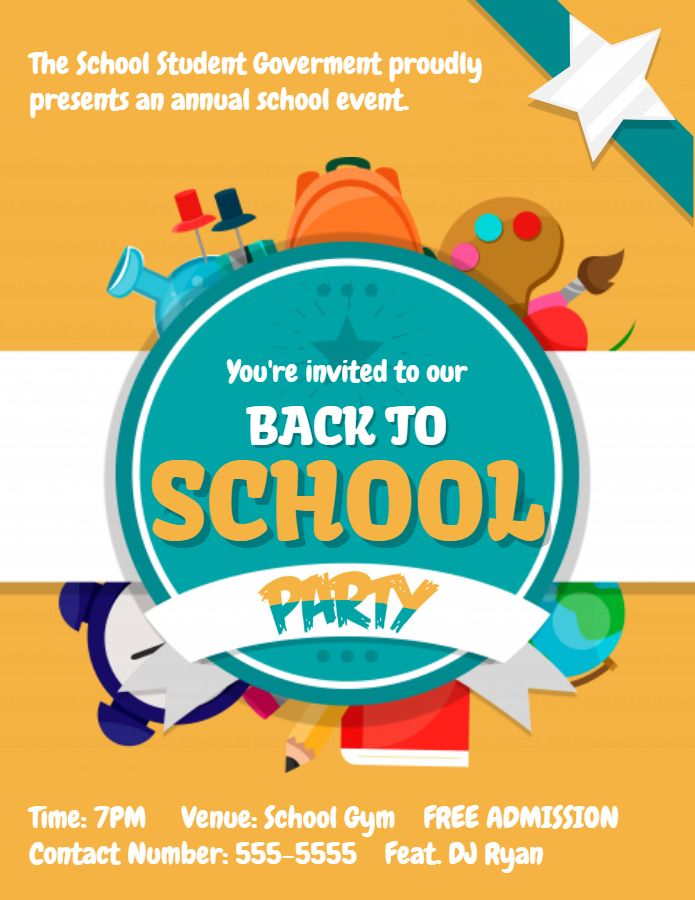 The School Student Goverment proudly
presents an annual school event.
You're invited to our
BACK TO
SCHOOL
PARTY
Time: 7PM Venue: School Gym FREE ADMISSION
Contact Number: 555-5555 Feat. DJ Ryan